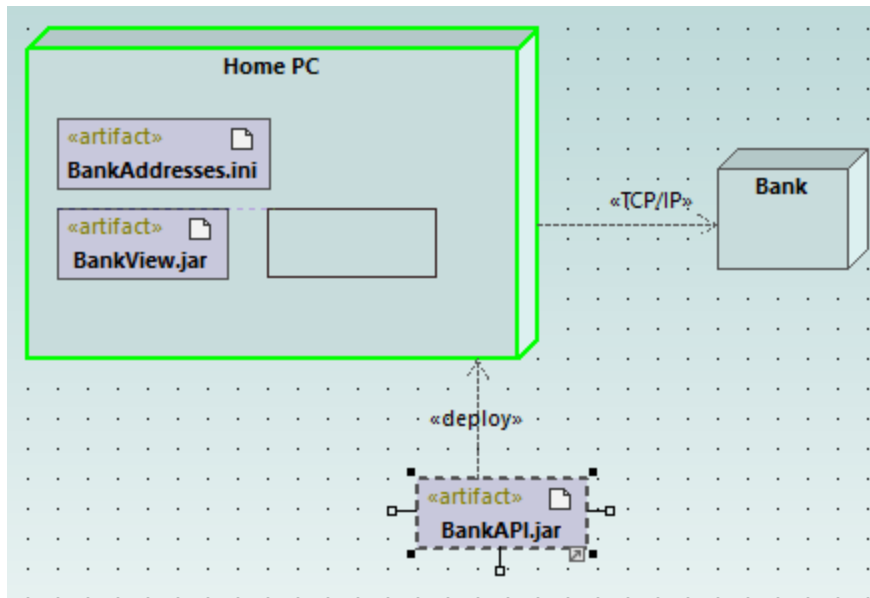 Home PC
«artifact»
BankAddresses.ini
«artifact»
BankView.jar
«TCP/IP»
Bank
«deploy»
«artifact»
BankAPI.jar